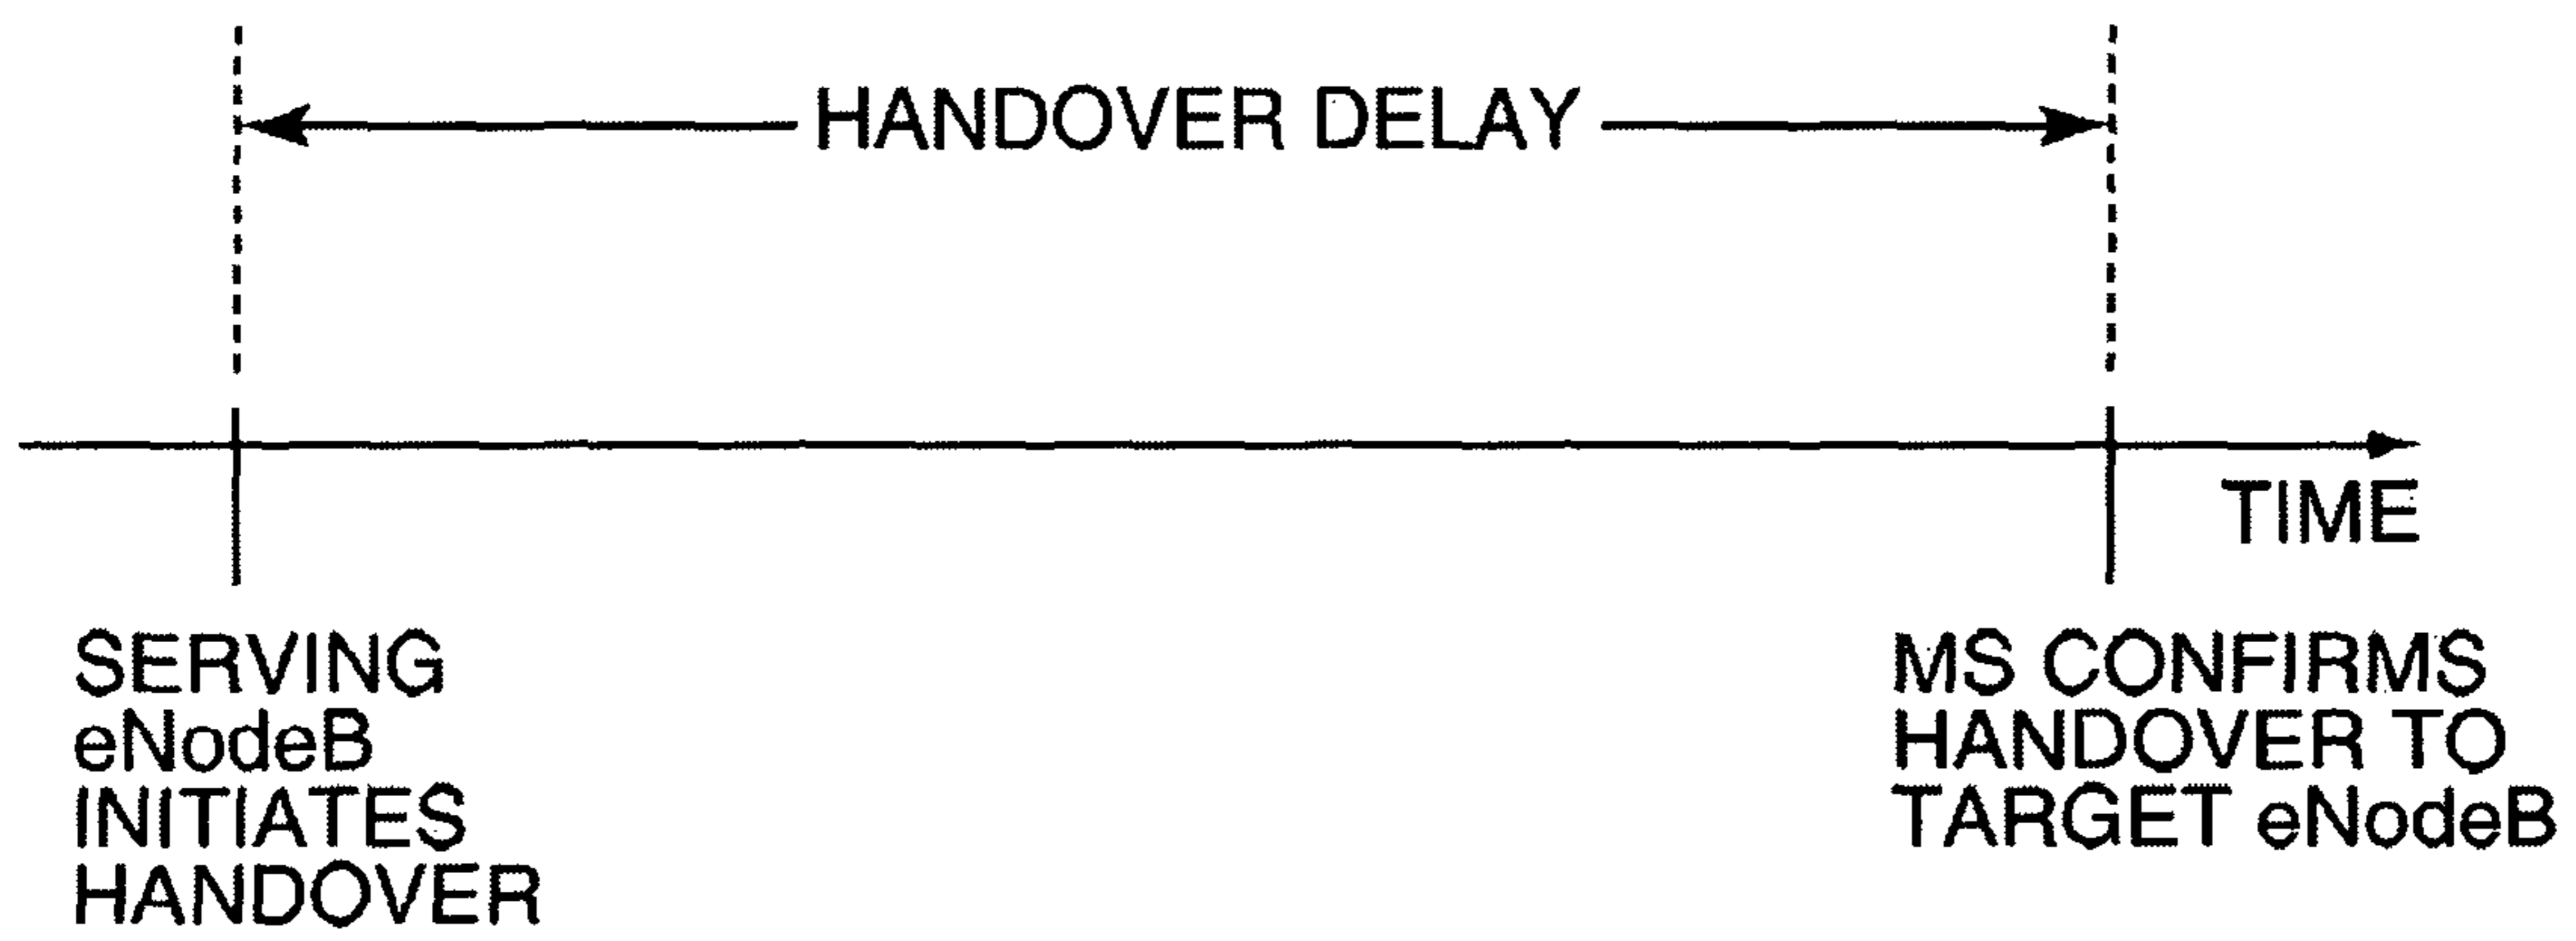 HANDOVER DELAY
TIME
SERVING
eNodeB
INITIATES
HANDOVER
MS CONFIRMS
HANDOVER TO
TARGET eNodeB